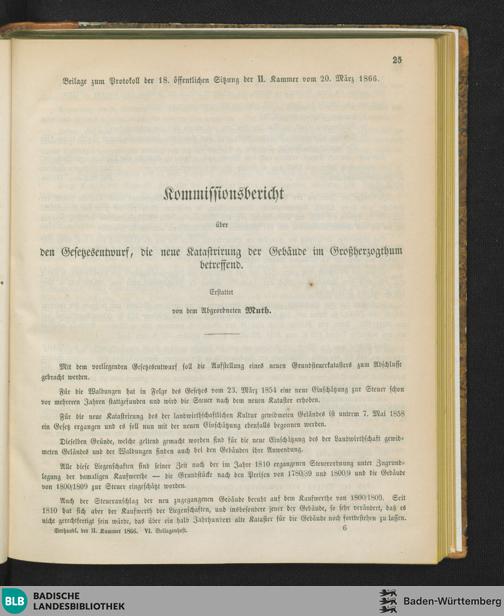 25
Beilage zum Protokoll der 18. öffentlichen Sitzung der II. Kammer vom 20. März 1866.
Kommissionsbericht
über
den Gesetzesentwurf, die neue Katastrirung der Gebäude im Großherzogthum
betreffend.
Erstattet
von dem Abgeordneten Muth.
Mit dem vorliegenden Gesetzesentwurf soll die Aufstellung eines neuen Grundsteuerkatasters zum Abschlusse
gebracht werden.
Für die Waldungen hat in Folge des Gesetzes vom 23. März 1854 eine neue Einschätzung zur Steuer schon
vor mehreren Jahren stattgefunden und wird die Steuer nach dem neuen Kataster erhoben.
Für die neue Katastrirung des der landwirthschaftlichen Kultur gewidmeten Geländes ist unterm 7. Mai 1858
ein Gesetz ergangen und es soll nun mit der neuen Einschätzung ebenfalls begonnen werden.
Dieselben Gründe, welche geltend gemacht worden sind für die neue Einschätzung des der Landwirthschaft gewid-
meten Geländes und der Waldungen finden auch bei den Gebäuden ihre Anwendung.
Alle diese Liegenschaften sind seiner Zeit nach der im Jahre 1810 ergangenen Steuerordnung unter Zugrund-
legung der damaligen Kaufwerthe — die Grundstücke nach den Preisen von 1780/89 und 1800/9 und die Gebäude
von 1800/1809 zur Steuer eingeschätzt worden.
Auch der Steueranschlag der neu zugegangenen Gebäude beruht auf dem Kaufwerth von 1800/1809. Seit
1810 hat sich aber der Kaufwerth der Liegenschaften, und insbesondere jener der Gebäude, so sehr verändert, daß es
nicht gerechtfertigt sein würde, das über ein halb Jahrhundert alte Kataster für die Gebäude noch fortbestehen zu lassen.
Verhandl. der II. Kammer 1866. VI. Beilagenheft. 6
BLB BADISCHE
LANDESBIBLIOTHEK
Baden-Württemberg